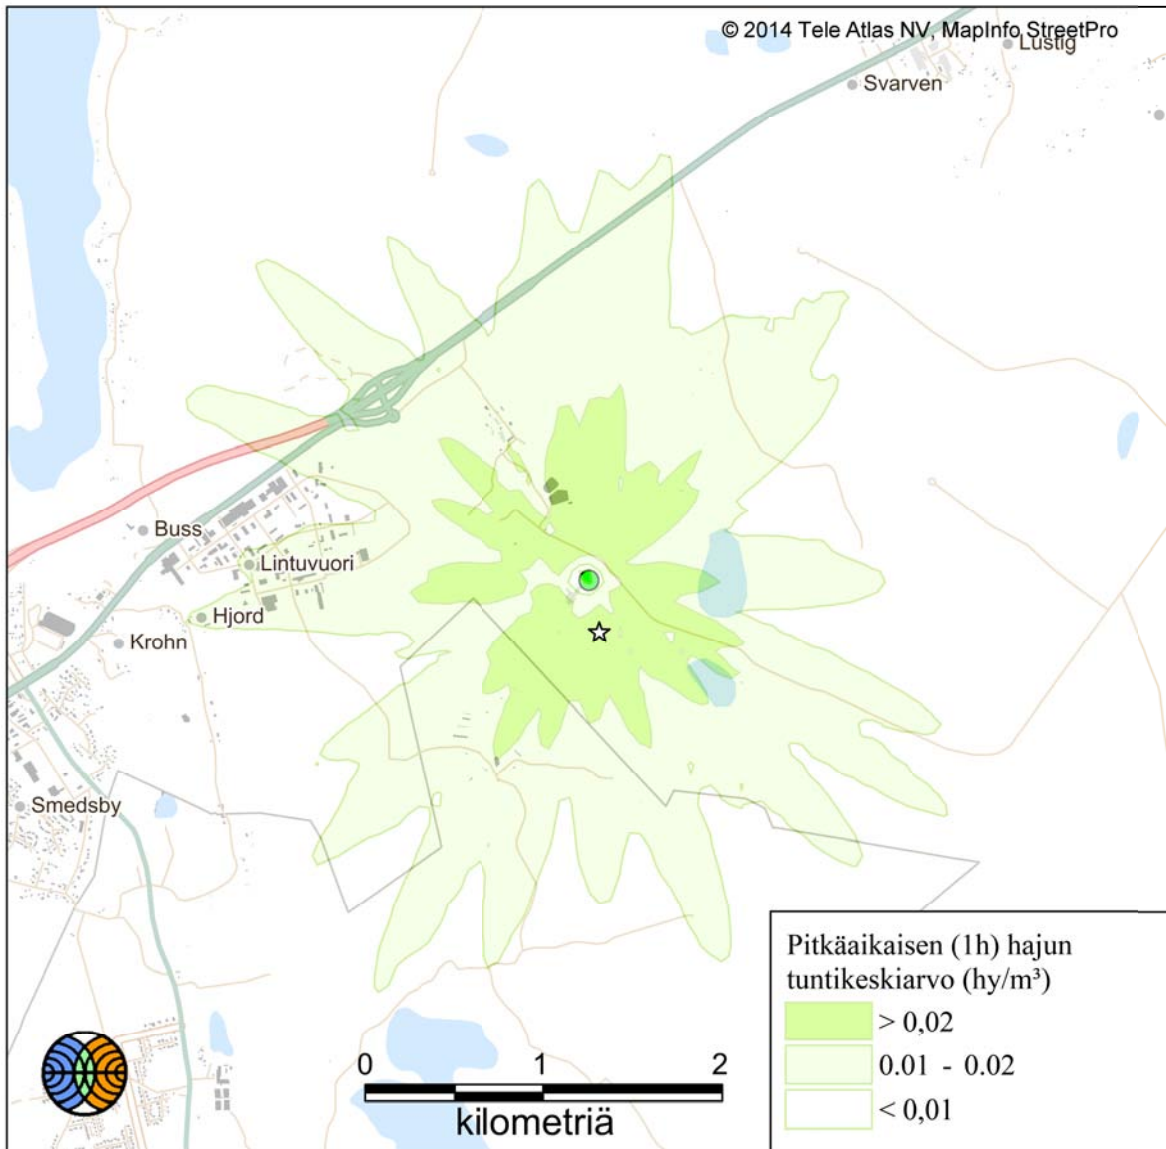 © 2014 Tele Atlas NV, MapInfo StreetPro
Lustig
Svarven
Buss
Lintuvuori
Hjord
Krohn
Smedsby
0 1 2
kilometriä
Pitkäaikaisen (1h) hajun
tuntikeskiarvo (hy/m³)
> 0,02
0.01 - 0.02
< 0,01